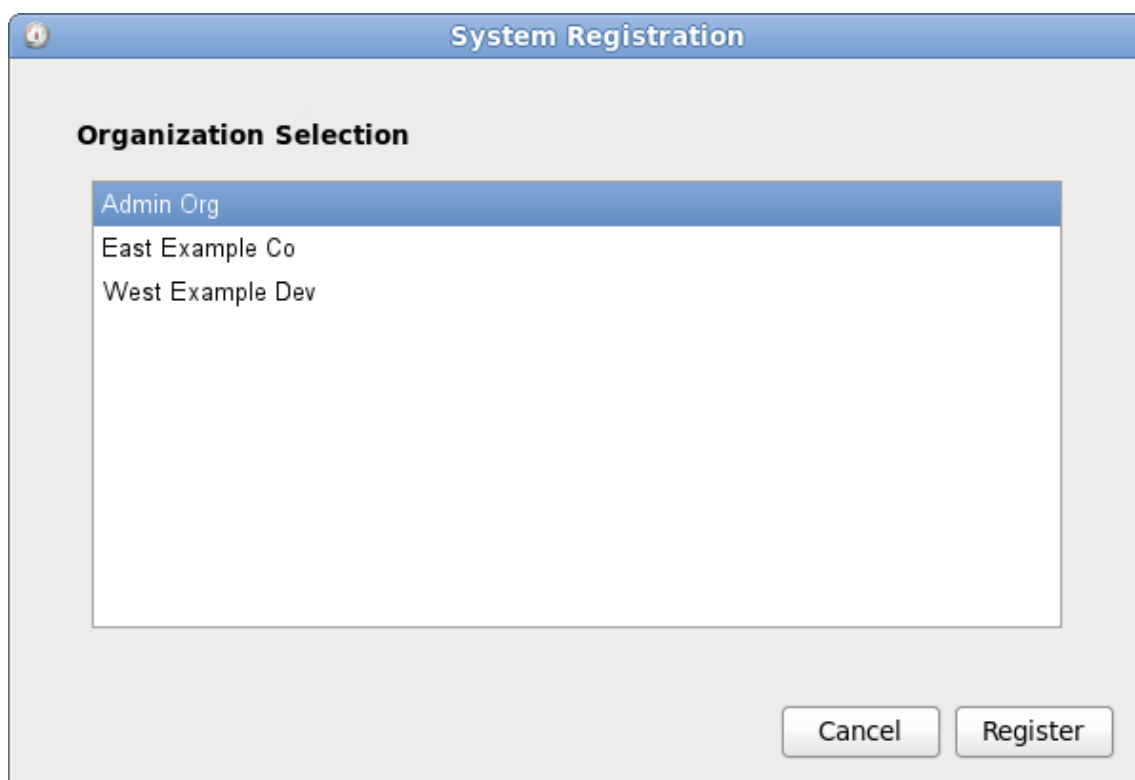 System Registration
Organization Selection
Admin Org
East Example Co
West Example Dev
Cancel Register